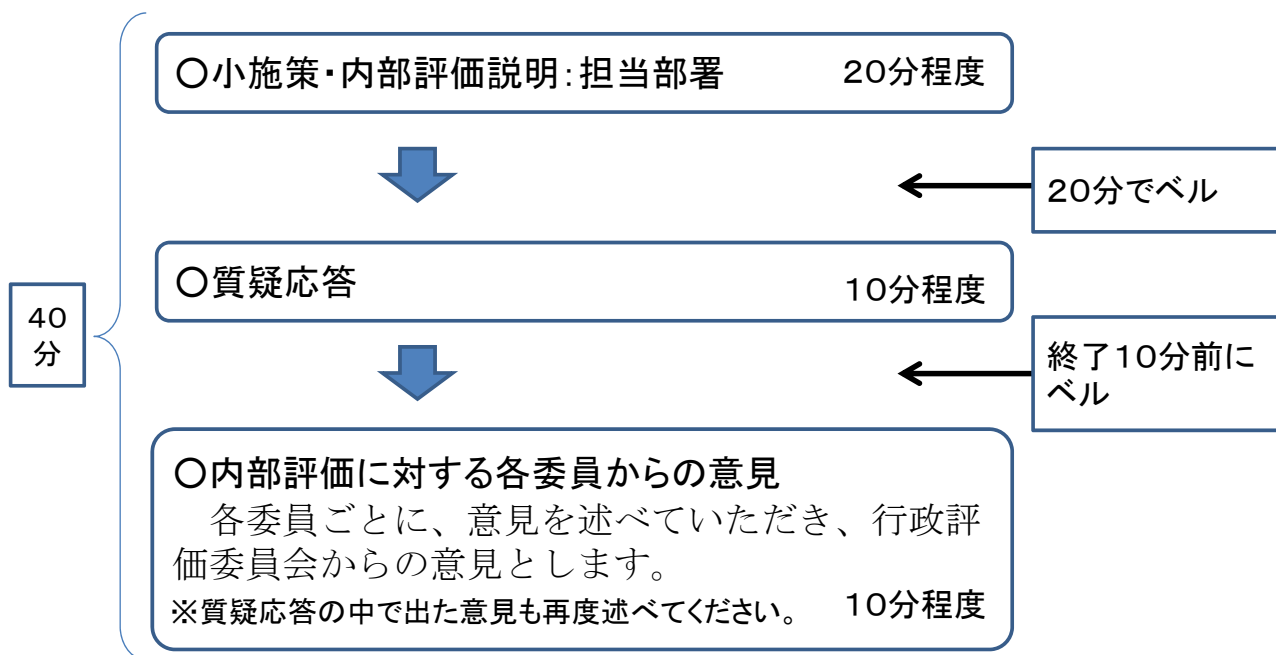 ○小施策・内部評価説明:担当部署 20分程度
20分でベル
○質疑応答 10分程度
40
分
終了10分前に
ベル
○内部評価に対する各委員からの意見
各委員ごとに、意見を述べていただき、行政評
価委員会からの意見とします。
※質疑応答の中で出た意見も再度述べてください。 10分程度